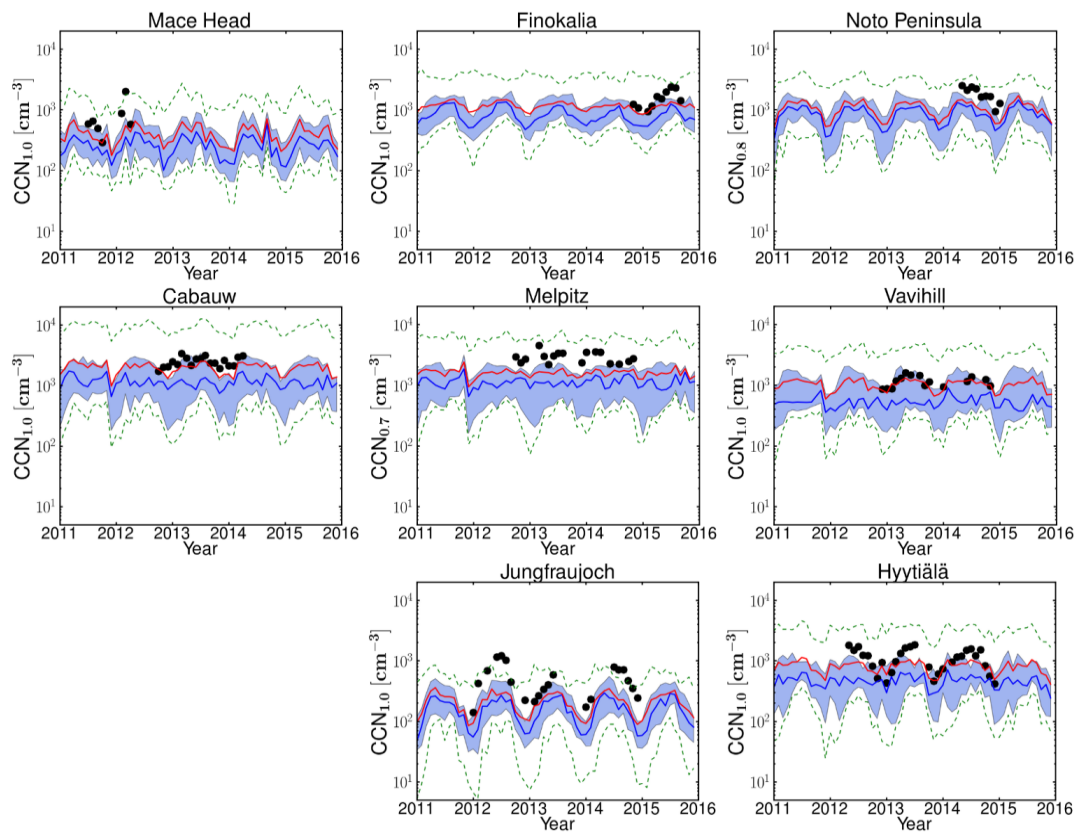 Mace Head
Finokalia
Noto Peninsula
CCN1.0 [cm−3]
10^4
10^3
10^2
10^1
2011 2012 2013 2014 2015 2016
Year
CCN1.0 [cm−3]
10^4
10^3
10^2
10^1
2011 2012 2013 2014 2015 2016
Year
CCN0.8 [cm−3]
10^4
10^3
10^2
10^1
2011 2012 2013 2014 2015 2016
Year
Cabauw
Melpitz
Vavihill
CCN1.0 [cm−3]
10^4
10^3
10^2
10^1
2011 2012 2013 2014 2015 2016
Year
CCN0.7 [cm−3]
10^4
10^3
10^2
10^1
2011 2012 2013 2014 2015 2016
Year
CCN1.0 [cm−3]
10^4
10^3
10^2
10^1
2011 2012 2013 2014 2015 2016
Year
Jungfraujoch
Hyytiälä
CCN1.0 [cm−3]
10^4
10^3
10^2
10^1
2011 2012 2013 2014 2015 2016
Year
CCN1.0 [cm−3]
10^4
10^3
10^2
10^1
2011 2012 2013 2014 2015 2016
Year